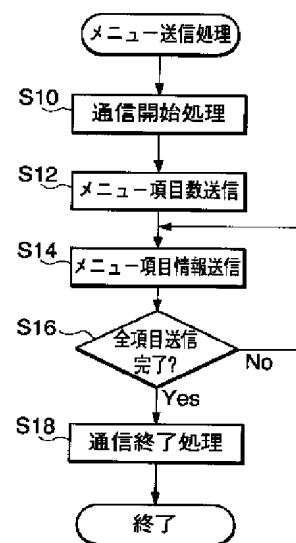 メニュー送信処理
S10
通信開始処理
S12
メニュー項目数送信
S14
メニュー項目情報送信
S16
全項目送信
完了?
No
Yes
S18
通信終了処理
終了